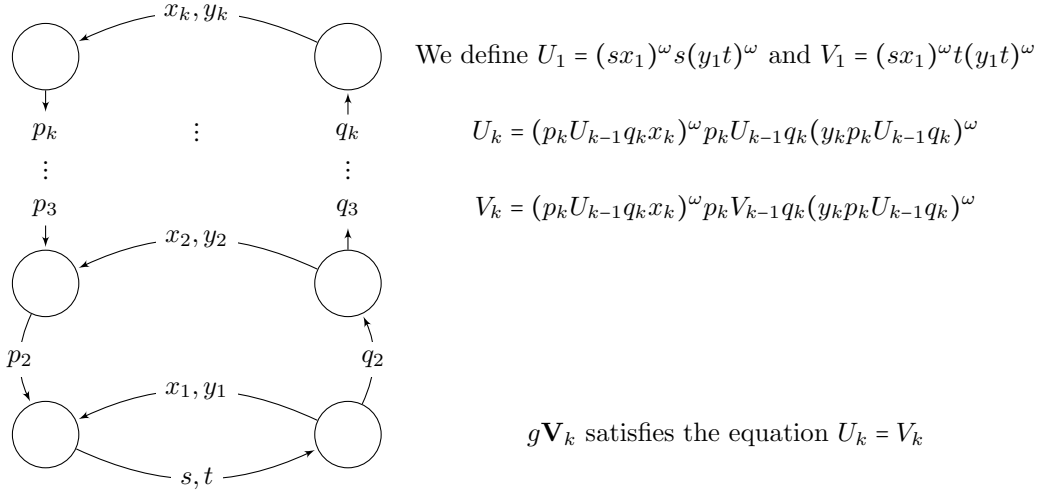 x_k, y_k
We define U_1 = (sx_1)^ω s(y_1t)^ω and V_1 = (sx_1)^ω t(y_1t)^ω
p_k ⋮ q_k
U_k = (p_kU_{k−1}q_kx_k)^ω p_kU_{k−1}q_k(y_kp_kU_{k−1}q_k)^ω
⋮ ⋮
p_3 q_3
V_k = (p_kU_{k−1}q_kx_k)^ω p_kV_{k−1}q_k(y_kp_kU_{k−1}q_k)^ω
x_2, y_2
p_2 q_2
x_1, y_1
gV_k satisfies the equation U_k = V_k
s, t